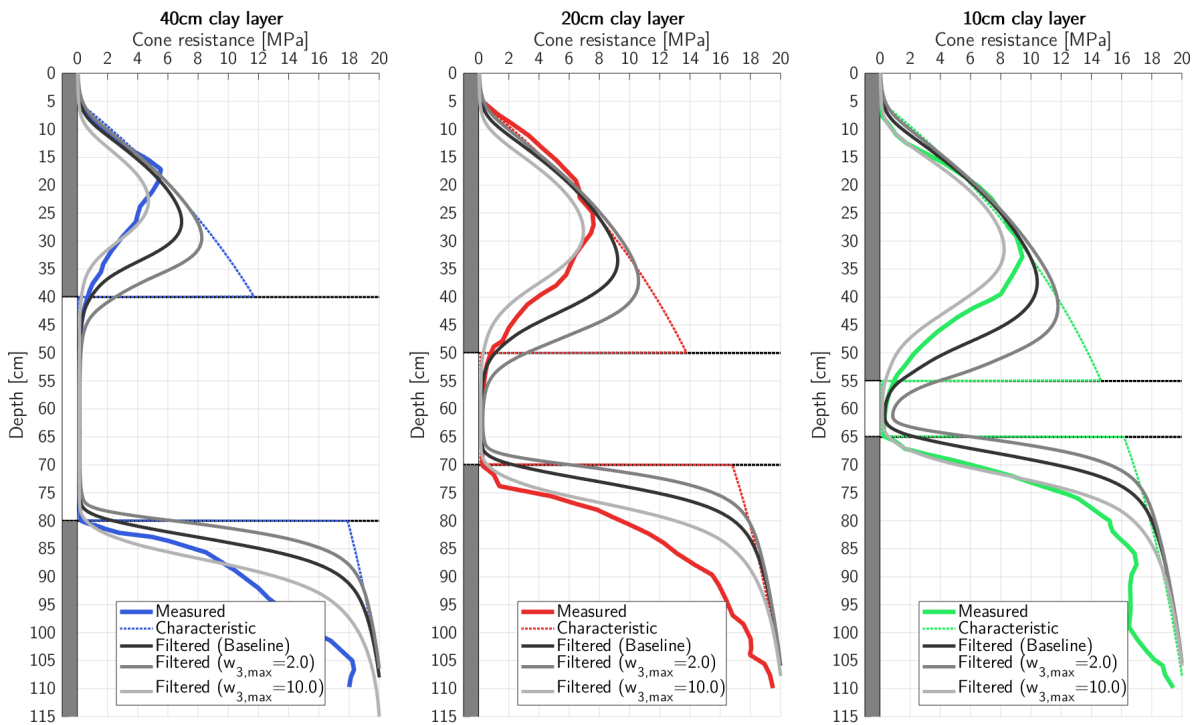 40cm clay layer
Cone resistance [MPa]
0 2 4 6 8 10 12 14 16 18 20
0
5
10
15
20
25
30
35
40
45
50
55
60
65
70
75
80
85
90
95
100
105
110
115
Depth [cm]
Measured
Characteristic
Filtered (Baseline)
Filtered (w3,max=2.0)
Filtered (w3,max=10.0)
20cm clay layer
Cone resistance [MPa]
0 2 4 6 8 10 12 14 16 18 20
0
5
10
15
20
25
30
35
40
45
50
55
60
65
70
75
80
85
90
95
100
105
110
115
Depth [cm]
Measured
Characteristic
Filtered (Baseline)
Filtered (w3,max=2.0)
Filtered (w3,max=10.0)
10cm clay layer
Cone resistance [MPa]
0 2 4 6 8 10 12 14 16 18 20
0
5
10
15
20
25
30
35
40
45
50
55
60
65
70
75
80
85
90
95
100
105
110
115
Depth [cm]
Measured
Characteristic
Filtered (Baseline)
Filtered (w3,max=2.0)
Filtered (w3,max=10.0)